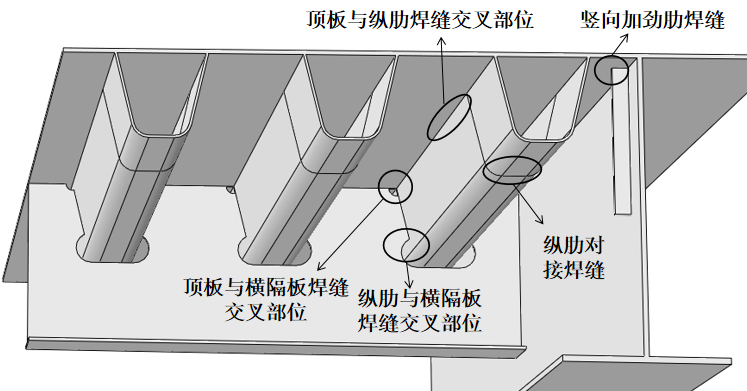 顶板与纵肋焊缝交叉部位
竖向加劲肋焊缝
纵肋对
接焊缝
顶板与横隔板焊缝
交叉部位
纵肋与横隔板
焊缝交叉部位